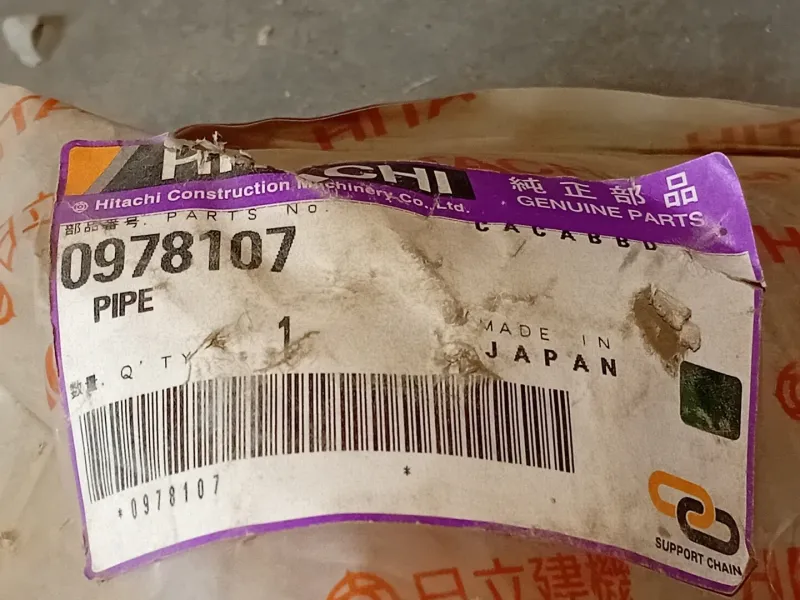 HITACHI
Hitachi Construction Machinery Co., Ltd.
純正部品
GENUINE PARTS
部品番号. PARTS No.
CACABBD
0978107
PIPE
数量. Q'TY
1
MADE IN
JAPAN
*0978107 *
SUPPORT CHAIN
日立建機